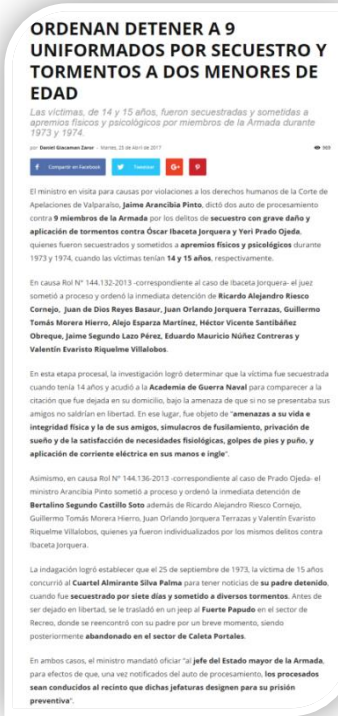 ORDENAN DETENER A 9
UNIFORMADOS POR SECUESTRO Y
TORMENTOS A DOS MENORES DE
EDAD
Las víctimas, de 14 y 15 años, fueron secuestradas y sometidas a
apremios físicos y psicológicos por miembros de la Armada durante
1973 y 1974.
por Daniel Giacaman Zaror - Martes, 25 de Abril de 2017 969
Compartir en Facebook Tweetear
El ministro en visita para causas por violaciones a los derechos humanos de la Corte de
Apelaciones de Valparaíso, Jaime Arancibia Pinto, dictó dos auto de procesamiento
contra 9 miembros de la Armada por los delitos de secuestro con grave daño y
aplicación de tormentos contra Óscar Ibaceta Jorquera y Yeri Prado Ojeda,
quienes fueron secuestrados y sometidos a apremios físicos y psicológicos durante
1973 y 1974, cuando las víctimas tenían 14 y 15 años, respectivamente.
En causa Rol N° 144.132-2013 -correspondiente al caso de Ibaceta Jorquera- el juez
sometió a proceso y ordenó la inmediata detención de Ricardo Alejandro Riesco
Cornejo, Juan de Dios Reyes Basaur, Juan Orlando Jorquera Terrazas, Guillermo
Tomás Morera Hierro, Alejo Esparza Martínez, Héctor Vicente Santibáñez
Obreque, Jaime Segundo Lazo Pérez, Eduardo Mauricio Núñez Contreras y
Valentín Evaristo Riquelme Villalobos.
En esta etapa procesal, la investigación logró determinar que la víctima fue secuestrada
cuando tenía 14 años y acudió a la Academia de Guerra Naval para comparecer a la
citación que fue dejada en su domicilio, bajo la amenaza de que si no se presentaba sus
amigos no saldrían en libertad. En ese lugar, fue objeto de "amenazas a su vida e
integridad física y la de sus amigos, simulacros de fusilamiento, privación de
sueño y de la satisfacción de necesidades fisiológicas, golpes de pies y puño, y
aplicación de corriente eléctrica en sus manos e ingle".
Asimismo, en causa Rol N° 144.136-2013 -correspondiente al caso de Prado Ojeda- el
ministro Arancibia Pinto sometió a proceso y ordenó la inmediata detención de
Bertalino Segundo Castillo Soto además de Ricardo Alejandro Riesco Cornejo,
Guillermo Tomás Morera Hierro, Juan Orlando Jorquera Terrazas y Valentín Evaristo
Riquelme Villalobos, quienes ya fueron individualizados por los mismos delitos contra
Ibaceta Jorquera.
La indagación logró establecer que el 25 de septiembre de 1973, la víctima de 15 años
concurrió al Cuartel Almirante Silva Palma para tener noticias de su padre detenido,
cuando fue secuestrado por siete días y sometido a diversos tormentos. Antes de
ser dejado en libertad, se le trasladó en un jeep al Fuerte Papudo en el sector de
Recreo, donde se reencontró con su padre por un breve momento, siendo
posteriormente abandonado en el sector de Caleta Portales.
En ambos casos, el ministro mandató oficiar "al jefe del Estado mayor de la Armada,
para efectos de que, una vez notificados del auto de procesamiento, los procesados
sean conducidos al recinto que dichas jefaturas designen para su prisión
preventiva".